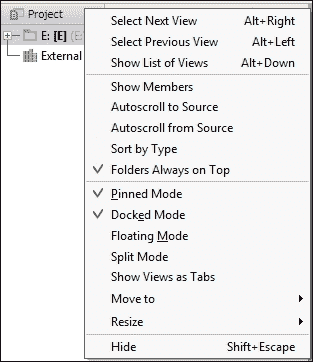 Project
Select Next View Alt+Right
Select Previous View Alt+Left
E: [E] (E:
Show List of Views Alt+Down
External
Show Members
Autoscroll to Source
Autoscroll from Source
Sort by Type
Folders Always on Top
Pinned Mode
Docked Mode
Floating Mode
Split Mode
Show Views as Tabs
Move to
Resize
Hide Shift+Escape